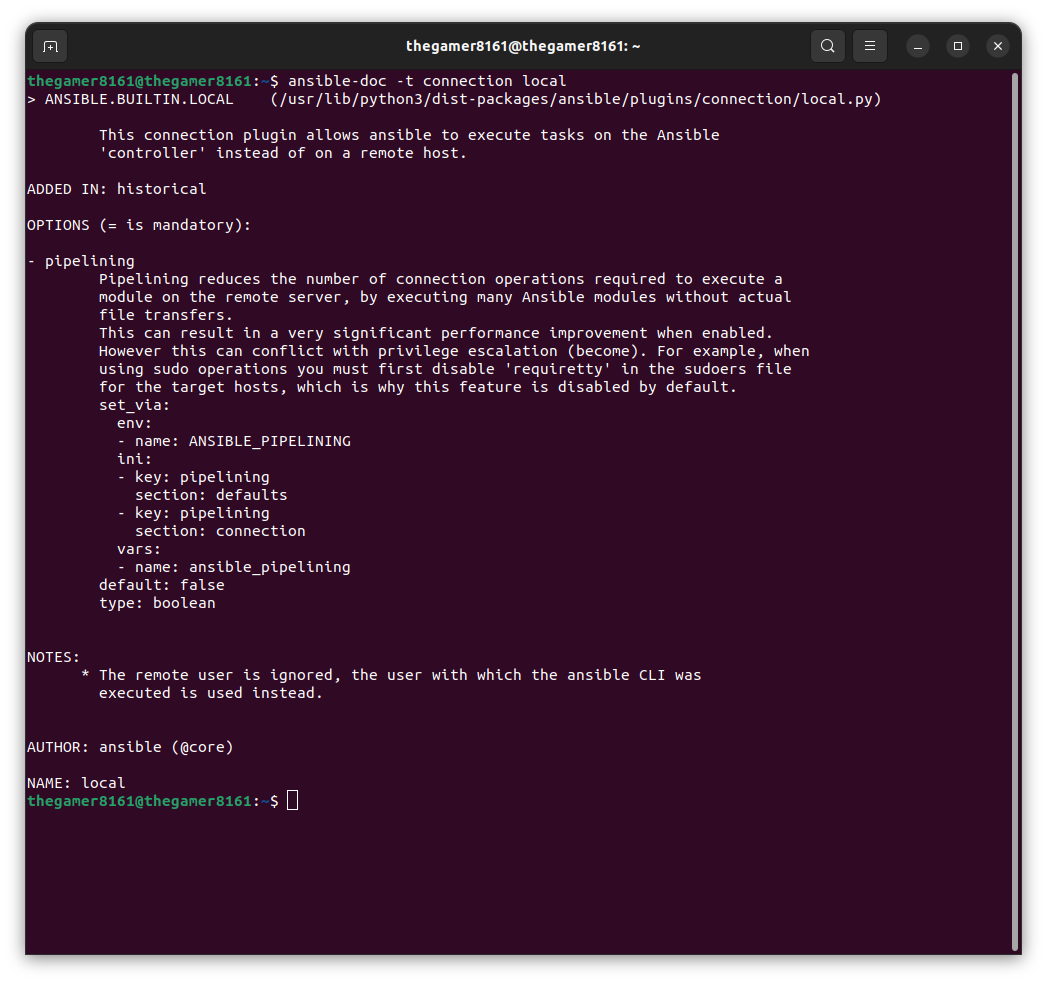 thegamer8161@thegamer8161: ~
thegamer8161@thegamer8161:~$ ansible-doc -t connection local
> ANSIBLE.BUILTIN.LOCAL    (/usr/lib/python3/dist-packages/ansible/plugins/connection/local.py)
        This connection plugin allows ansible to execute tasks on the Ansible
        'controller' instead of on a remote host.
ADDED IN: historical
OPTIONS (= is mandatory):
- pipelining
        Pipelining reduces the number of connection operations required to execute a
        module on the remote server, by executing many Ansible modules without actual
        file transfers.
        This can result in a very significant performance improvement when enabled.
        However this can conflict with privilege escalation (become). For example, when
        using sudo operations you must first disable 'requiretty' in the sudoers file
        for the target hosts, which is why this feature is disabled by default.
        set_via:
          env:
          - name: ANSIBLE_PIPELINING
          ini:
          - key: pipelining
            section: defaults
          - key: pipelining
            section: connection
          vars:
          - name: ansible_pipelining
        default: false
        type: boolean
NOTES:
      * The remote user is ignored, the user with which the ansible CLI was
        executed is used instead.
AUTHOR: ansible (@core)
NAME: local
thegamer8161@thegamer8161:~$